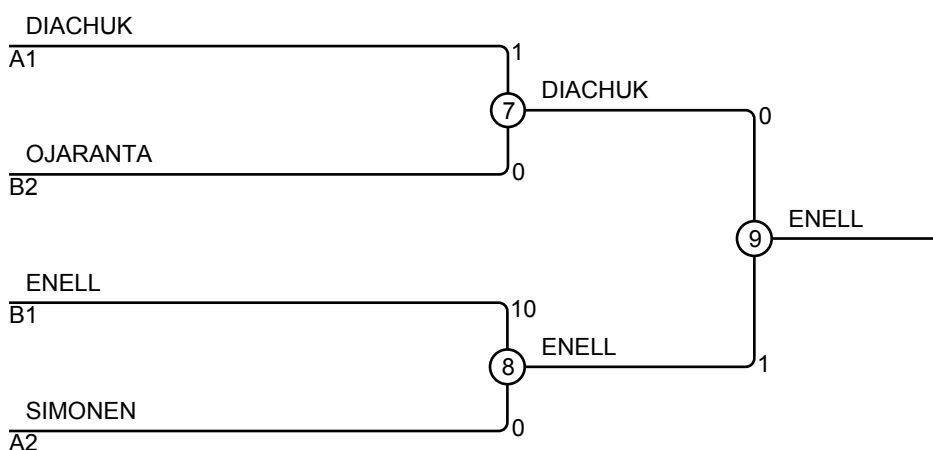 DIACHUK
A1
1
7
DIACHUK
0
OJARANTA
B2
0
9
ENELL
ENELL
B1
10
8
ENELL
1
SIMONEN
A2
0